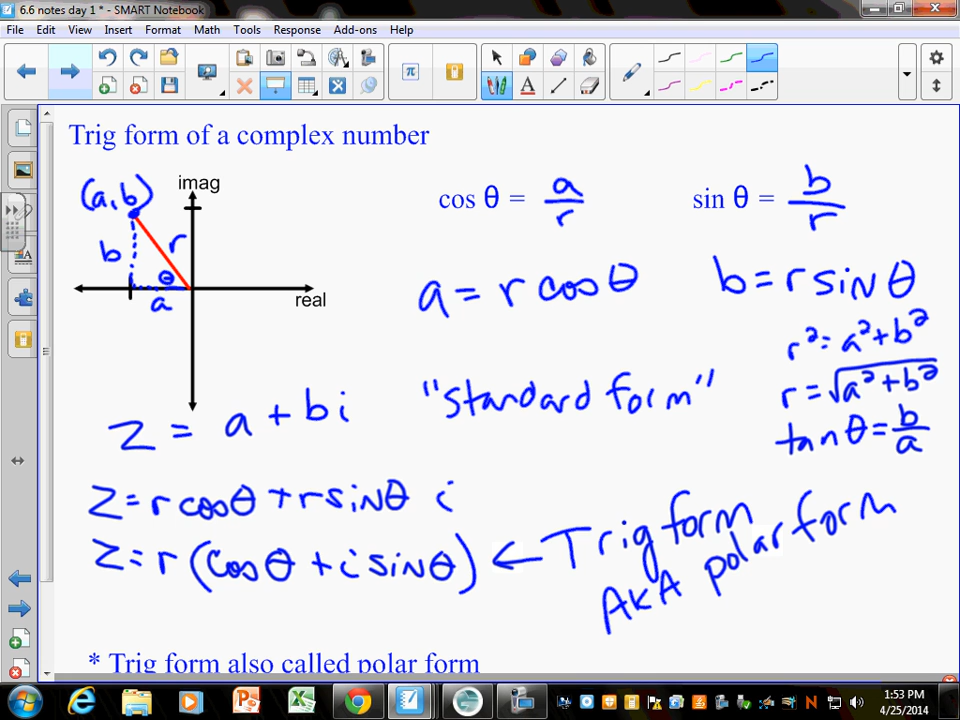 6.6 notes day 1 * - SMART Notebook
File Edit View Insert Format Math Tools Response Add-ons Help
Trig form of a complex number
(a,b)
imag
b
r
θ
a
real
cos θ = a/r
sin θ = b/r
a = r cos θ
b = r sin θ
r² = a² + b²
r = √a² + b²
tan θ = b/a
z = a + bi
"standard form"
z = r cos θ + r sin θ i
z = r (cos θ + i sin θ) ← Trig form
AKA polar form
* Trig form also called polar form
1:53 PM
4/25/2014